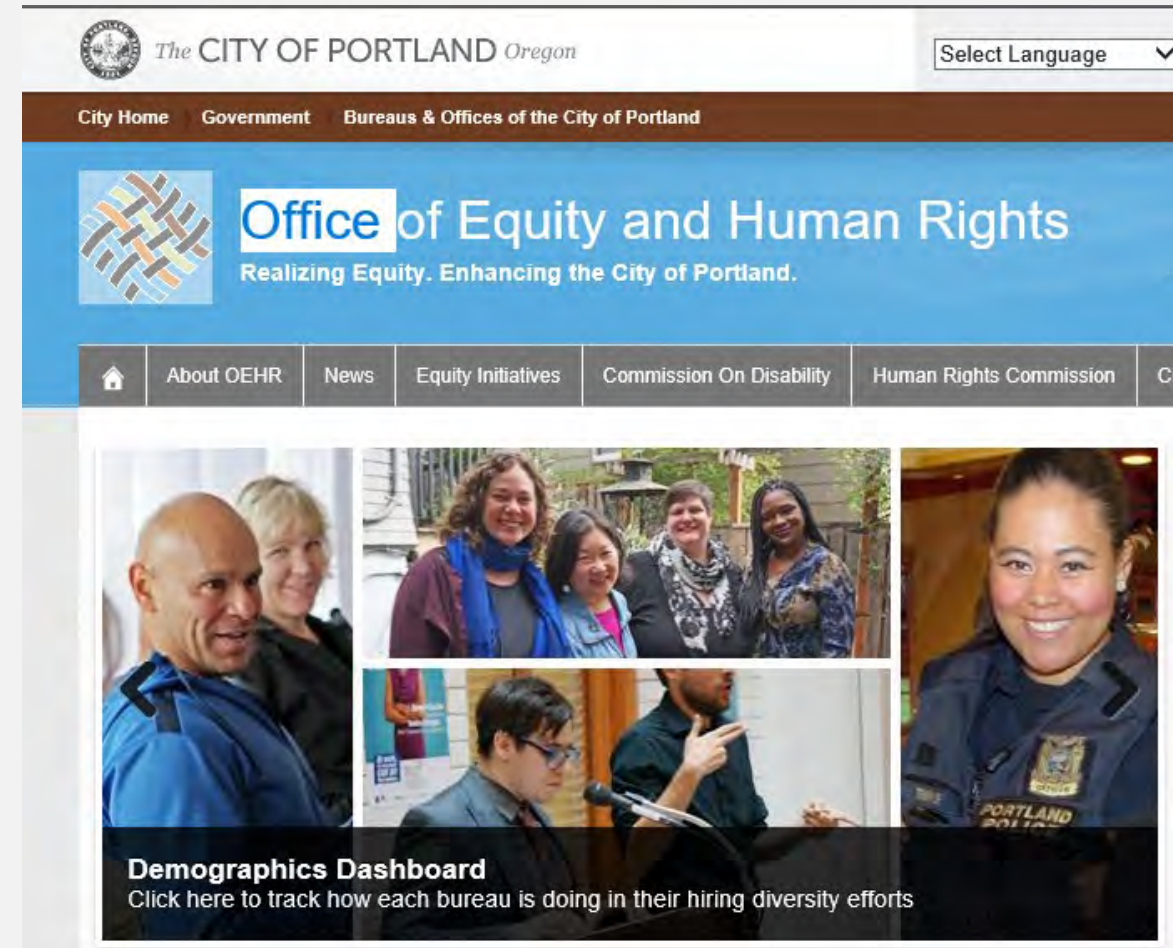 The CITY OF PORTLAND Oregon
Select Language
City Home Government Bureaus & Offices of the City of Portland
Office of Equity and Human Rights
Realizing Equity. Enhancing the City of Portland.
About OEHR News Equity Initiatives Commission On Disability Human Rights Commission C
PORTLAND
POLICE
Demographics Dashboard
Click here to track how each bureau is doing in their hiring diversity efforts